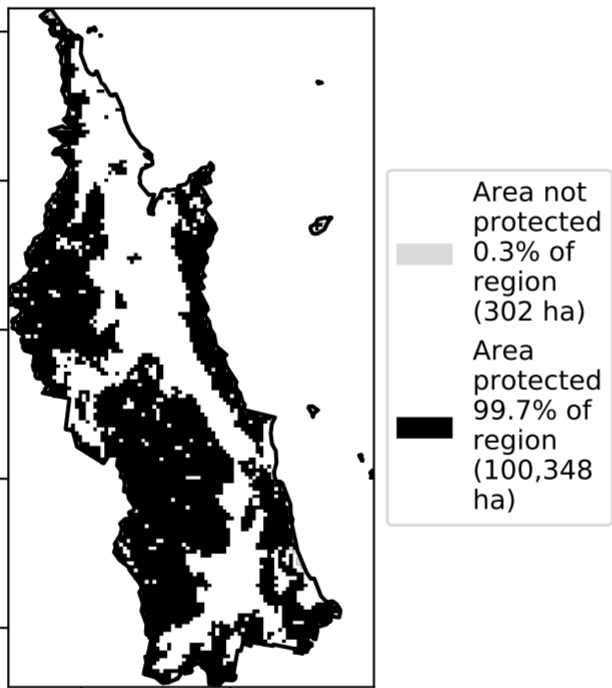 Area not
protected
0.3% of
region
(302 ha)
Area
protected
99.7% of
region
(100,348
ha)